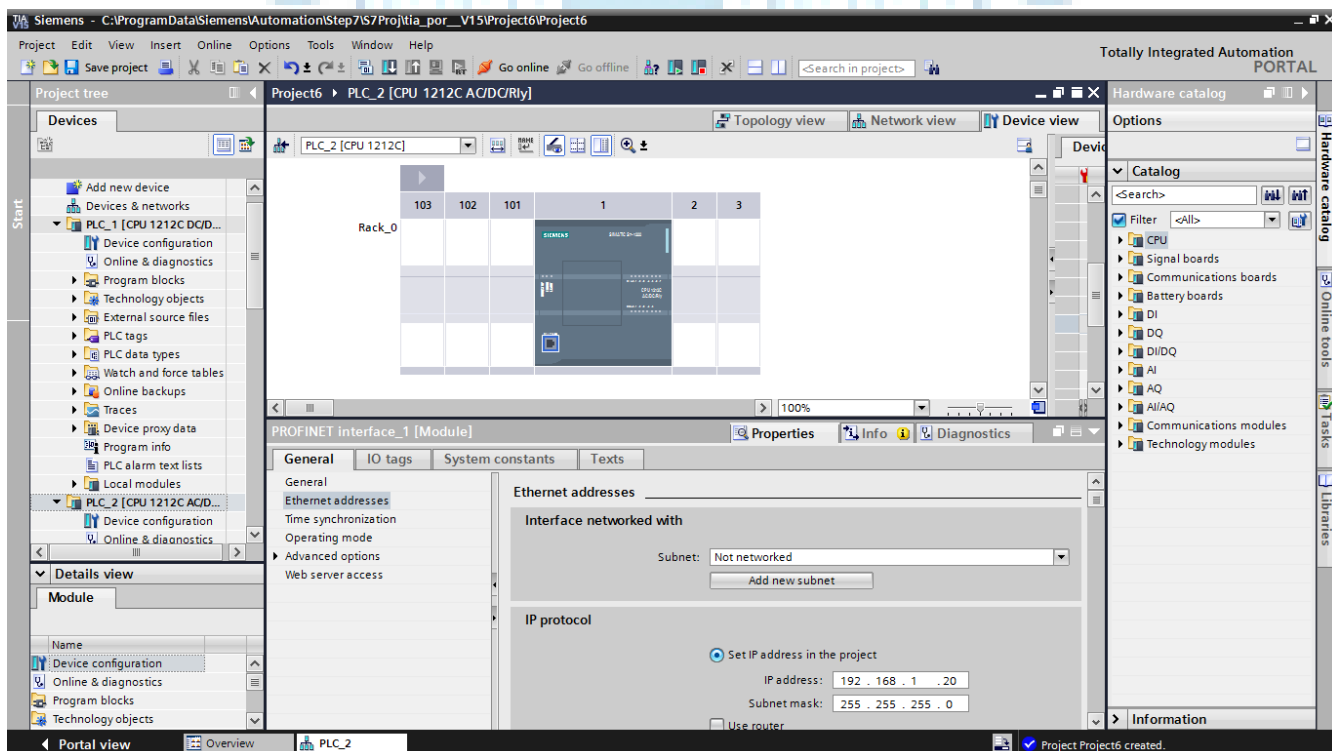 Siemens - C:\ProgramData\Siemens\Automation\Step7\S7Proj\tia_por__V15\Project6\Project6
Project Edit View Insert Online Options Tools Window Help
Totally Integrated Automation
PORTAL
Save project Go online Go offline <Search in project>
Project tree
Devices
Start
Add new device
Devices & networks
PLC_1 [CPU 1212C DC/D...
Device configuration
Online & diagnostics
Program blocks
Technology objects
External source files
PLC tags
PLC data types
Watch and force tables
Online backups
Traces
Device proxy data
Program info
PLC alarm text lists
Local modules
PLC_2 [CPU 1212C AC/D...
Device configuration
Online & diagnostics
Details view
Module
Name
Device configuration
Online & diagnostics
Program blocks
Technology objects
Project6 PLC_2 [CPU 1212C AC/DC/Rly]
Topology view Network view Device view
PLC_2 [CPU 1212C]
Devic
103 102 101 1 2 3
Rack_0
SIEMENS
100%
PROFINET interface_1 [Module]
Properties Info Diagnostics
General IO tags System constants Texts
General
Ethernet addresses
Time synchronization
Operating mode
Advanced options
Web server access
Ethernet addresses
Interface networked with
Subnet: Not networked
Add new subnet
IP protocol
Set IP address in the project
IP address: 192 . 168 . 1 . 20
Subnet mask: 255 . 255 . 255 . 0
Use router
Hardware catalog
Options
Catalog
<Search>
Filter <All>
CPU
Signal boards
Communications boards
Battery boards
DI
DQ
DI/DQ
AI
AQ
AI/AQ
Communications modules
Technology modules
Information
Hardware catalog
Online tools
Tasks
Libraries
Portal view Overview PLC_2
Project Project6 created.